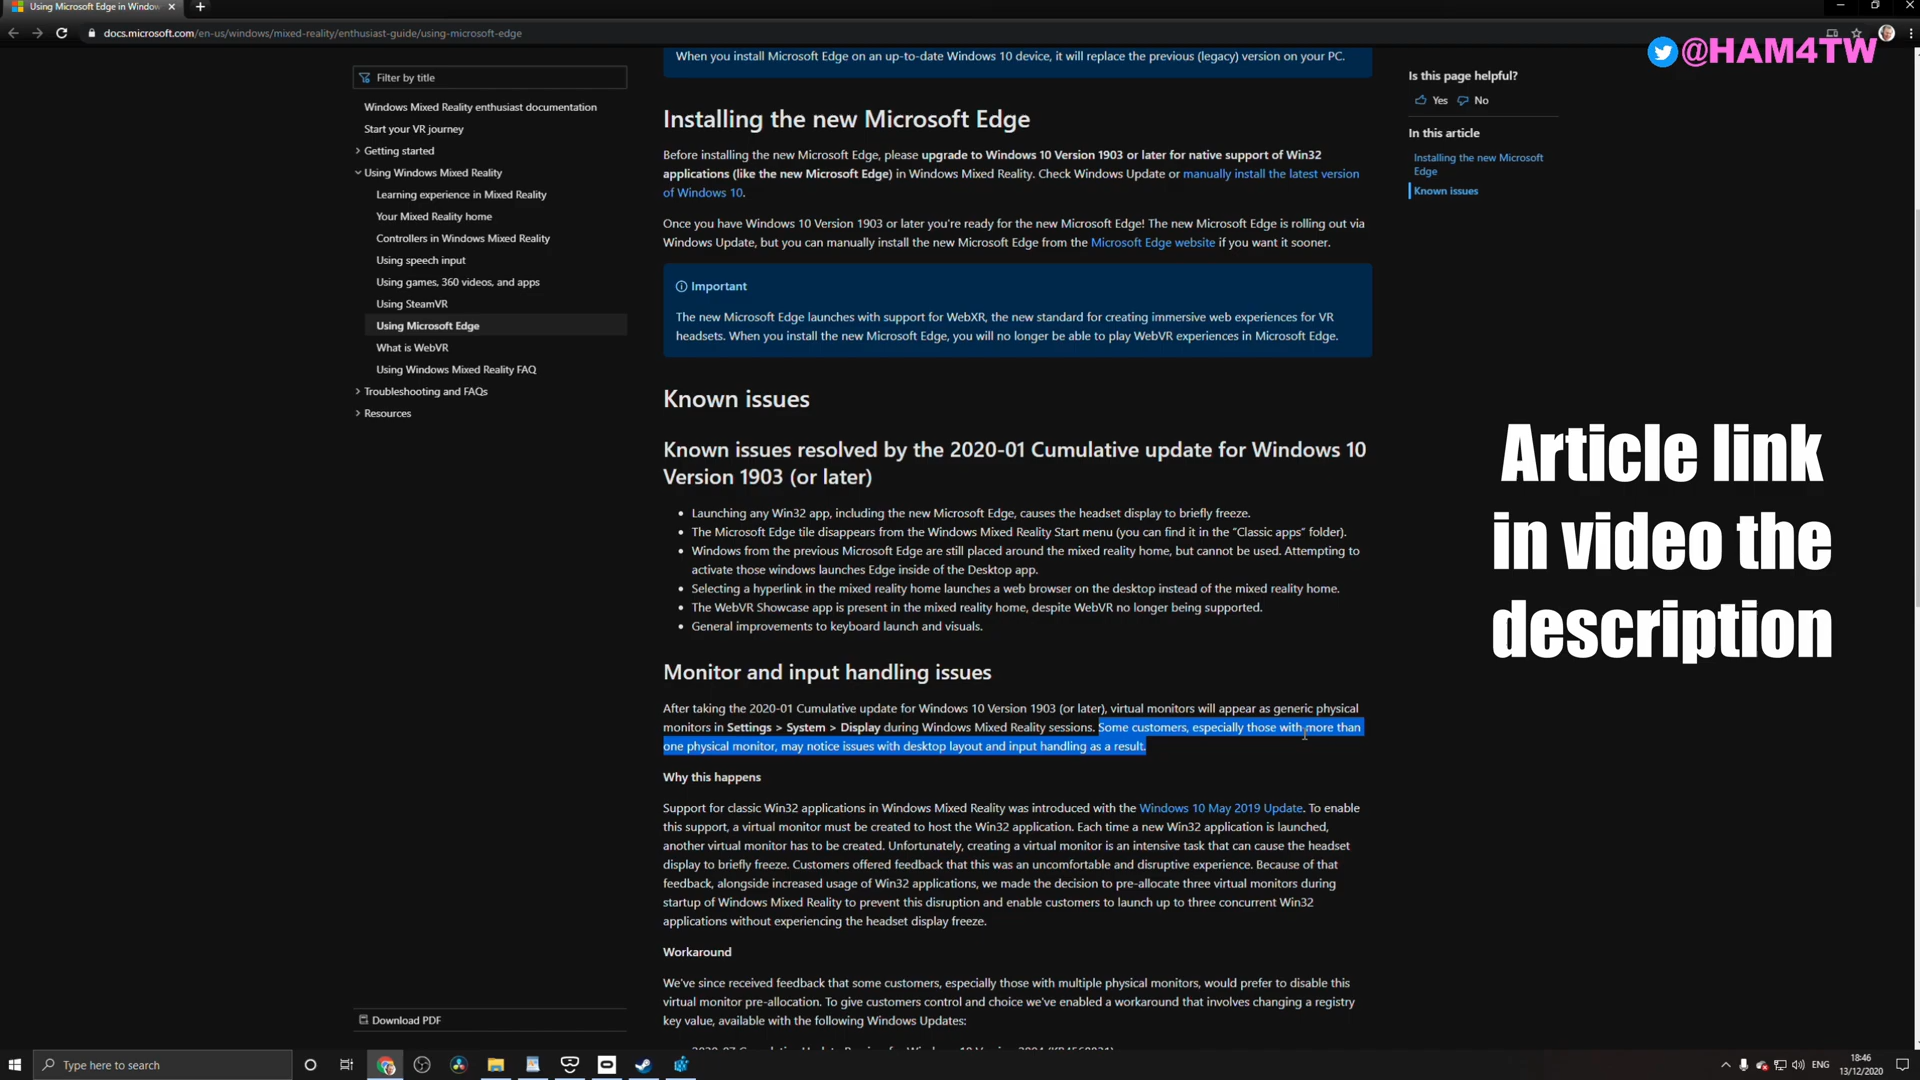 Using Microsoft Edge in Window
docs.microsoft.com/en-us/windows/mixed-reality/enthusiast-guide/using-microsoft-edge
@HAM4TW
Filter by title
Windows Mixed Reality enthusiast documentation
Start your VR journey
Getting started
Using Windows Mixed Reality
Learning experience in Mixed Reality
Your Mixed Reality home
Controllers in Windows Mixed Reality
Using speech input
Using games, 360 videos, and apps
Using SteamVR
Using Microsoft Edge
What is WebVR
Using Windows Mixed Reality FAQ
Troubleshooting and FAQs
Resources
Download PDF
When you install Microsoft Edge on an up-to-date Windows 10 device, it will replace the previous (legacy) version on your PC.
Installing the new Microsoft Edge
Before installing the new Microsoft Edge, please upgrade to Windows 10 Version 1903 or later for native support of Win32
applications (like the new Microsoft Edge) in Windows Mixed Reality. Check Windows Update or manually install the latest version
of Windows 10.
Once you have Windows 10 Version 1903 or later you're ready for the new Microsoft Edge! The new Microsoft Edge is rolling out via
Windows Update, but you can manually install the new Microsoft Edge from the Microsoft Edge website if you want it sooner.
Important
The new Microsoft Edge launches with support for WebXR, the new standard for creating immersive web experiences for VR
headsets. When you install the new Microsoft Edge, you will no longer be able to play WebVR experiences in Microsoft Edge.
Known issues
Known issues resolved by the 2020-01 Cumulative update for Windows 10
Version 1903 (or later)
• Launching any Win32 app, including the new Microsoft Edge, causes the headset display to briefly freeze.
• The Microsoft Edge tile disappears from the Windows Mixed Reality Start menu (you can find it in the “Classic apps” folder).
• Windows from the previous Microsoft Edge are still placed around the mixed reality home, but cannot be used. Attempting to
activate those windows launches Edge inside of the Desktop app.
• Selecting a hyperlink in the mixed reality home launches a web browser on the desktop instead of the mixed reality home.
• The WebVR Showcase app is present in the mixed reality home, despite WebVR no longer being supported.
• General improvements to keyboard launch and visuals.
Monitor and input handling issues
After taking the 2020-01 Cumulative update for Windows 10 Version 1903 (or later), virtual monitors will appear as generic physical
monitors in Settings > System > Display during Windows Mixed Reality sessions. Some customers, especially those with more than
one physical monitor, may notice issues with desktop layout and input handling as a result.
Why this happens
Support for classic Win32 applications in Windows Mixed Reality was introduced with the Windows 10 May 2019 Update. To enable
this support, a virtual monitor must be created to host the Win32 application. Each time a new Win32 application is launched,
another virtual monitor has to be created. Unfortunately, creating a virtual monitor is an intensive task that can cause the headset
display to briefly freeze. Customers offered feedback that this was an uncomfortable and disruptive experience. Because of that
feedback, alongside increased usage of Win32 applications, we made the decision to pre-allocate three virtual monitors during
startup of Windows Mixed Reality to prevent this disruption and enable customers to launch up to three concurrent Win32
applications without experiencing the headset display freeze.
Workaround
We've since received feedback that some customers, especially those with multiple physical monitors, would prefer to disable this
virtual monitor pre-allocation. To give customers control and choice we've enabled a workaround that involves changing a registry
key value, available with the following Windows Updates:
Is this page helpful?
Yes No
In this article
Installing the new Microsoft
Edge
Known issues
Article link
in video the
description
Type here to search
ENG
18:46
13/12/2020